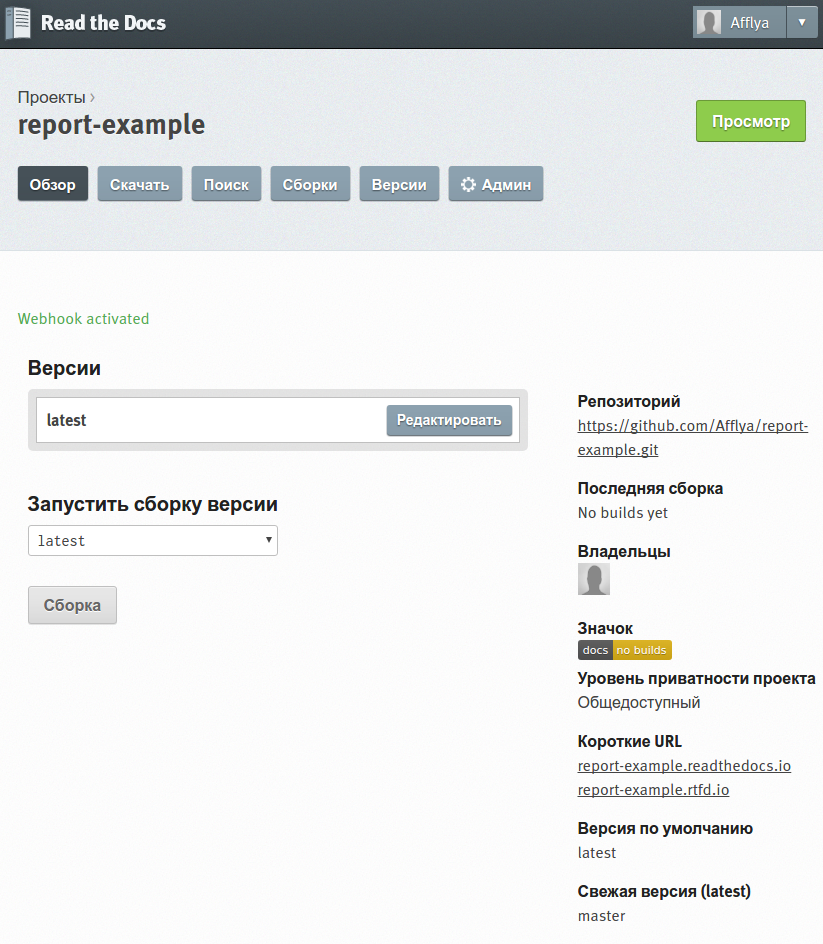 Read the Docs
Afflya
Проекты ›
report-example
Просмотр
Обзор
Скачать
Поиск
Сборки
Версии
Админ
Webhook activated
Версии
latest
Редактировать
Запустить сборку версии
latest
Сборка
Репозиторий
https://github.com/Afflya/report-
example.git
Последняя сборка
No builds yet
Владельцы
Значок
docs no builds
Уровень приватности проекта
Общедоступный
Короткие URL
report-example.readthedocs.io
report-example.rtfd.io
Версия по умолчанию
latest
Свежая версия (latest)
master